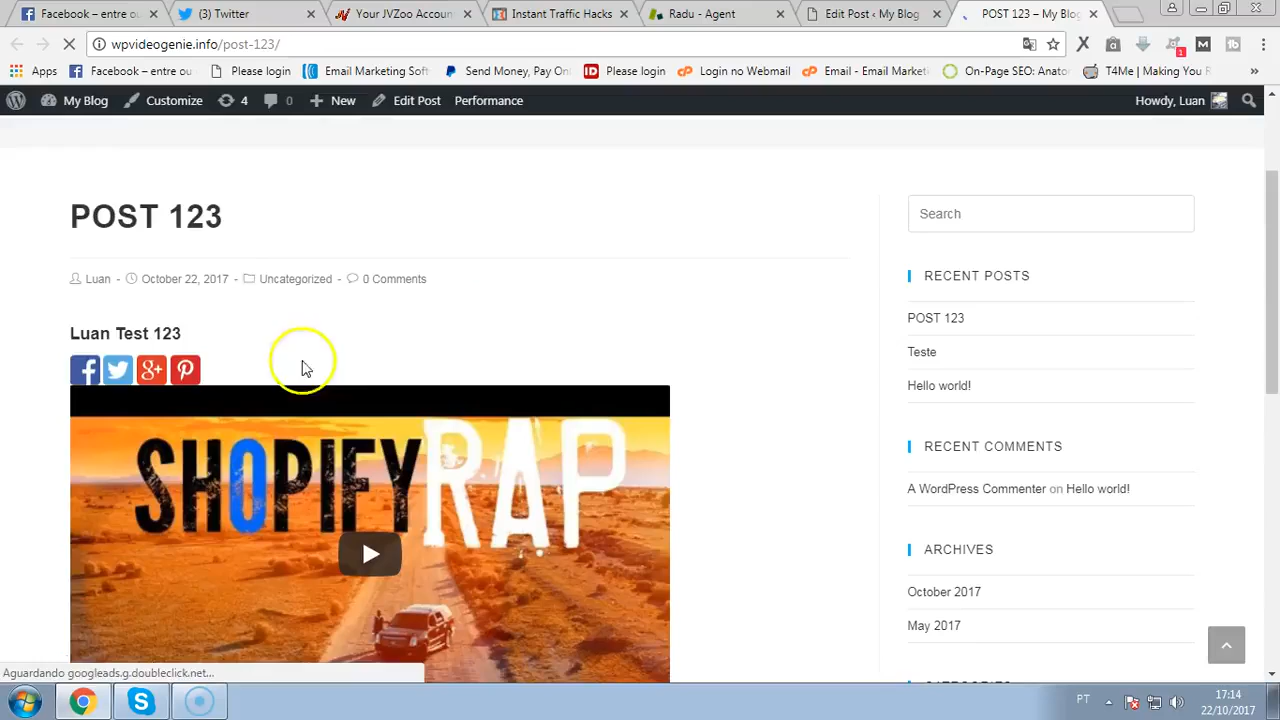 Facebook – entre ou
(3) Twitter
Your JVZoo Accoun
Instant Traffic Hacks
Radu - Agent
Edit Post ‹ My Blog
POST 123 – My Blog
wpvideogenie.info/post-123/
Apps
Facebook – entre ou
Please login
Email Marketing Soft
Send Money, Pay Onl
Please login
Login no Webmail
Email - Email Market
On-Page SEO: Anato
T4Me | Making You R
My Blog
Customize
4
0
New
Edit Post
Performance
Howdy, Luan
POST 123
Luan - October 22, 2017 - Uncategorized - 0 Comments
Luan Test 123
SHOPIFY RAP
Search
RECENT POSTS
POST 123
Teste
Hello world!
RECENT COMMENTS
A WordPress Commenter on Hello world!
ARCHIVES
October 2017
May 2017
Aguardando googleads.g.doubleclick.net...
PT
17:14
22/10/2017